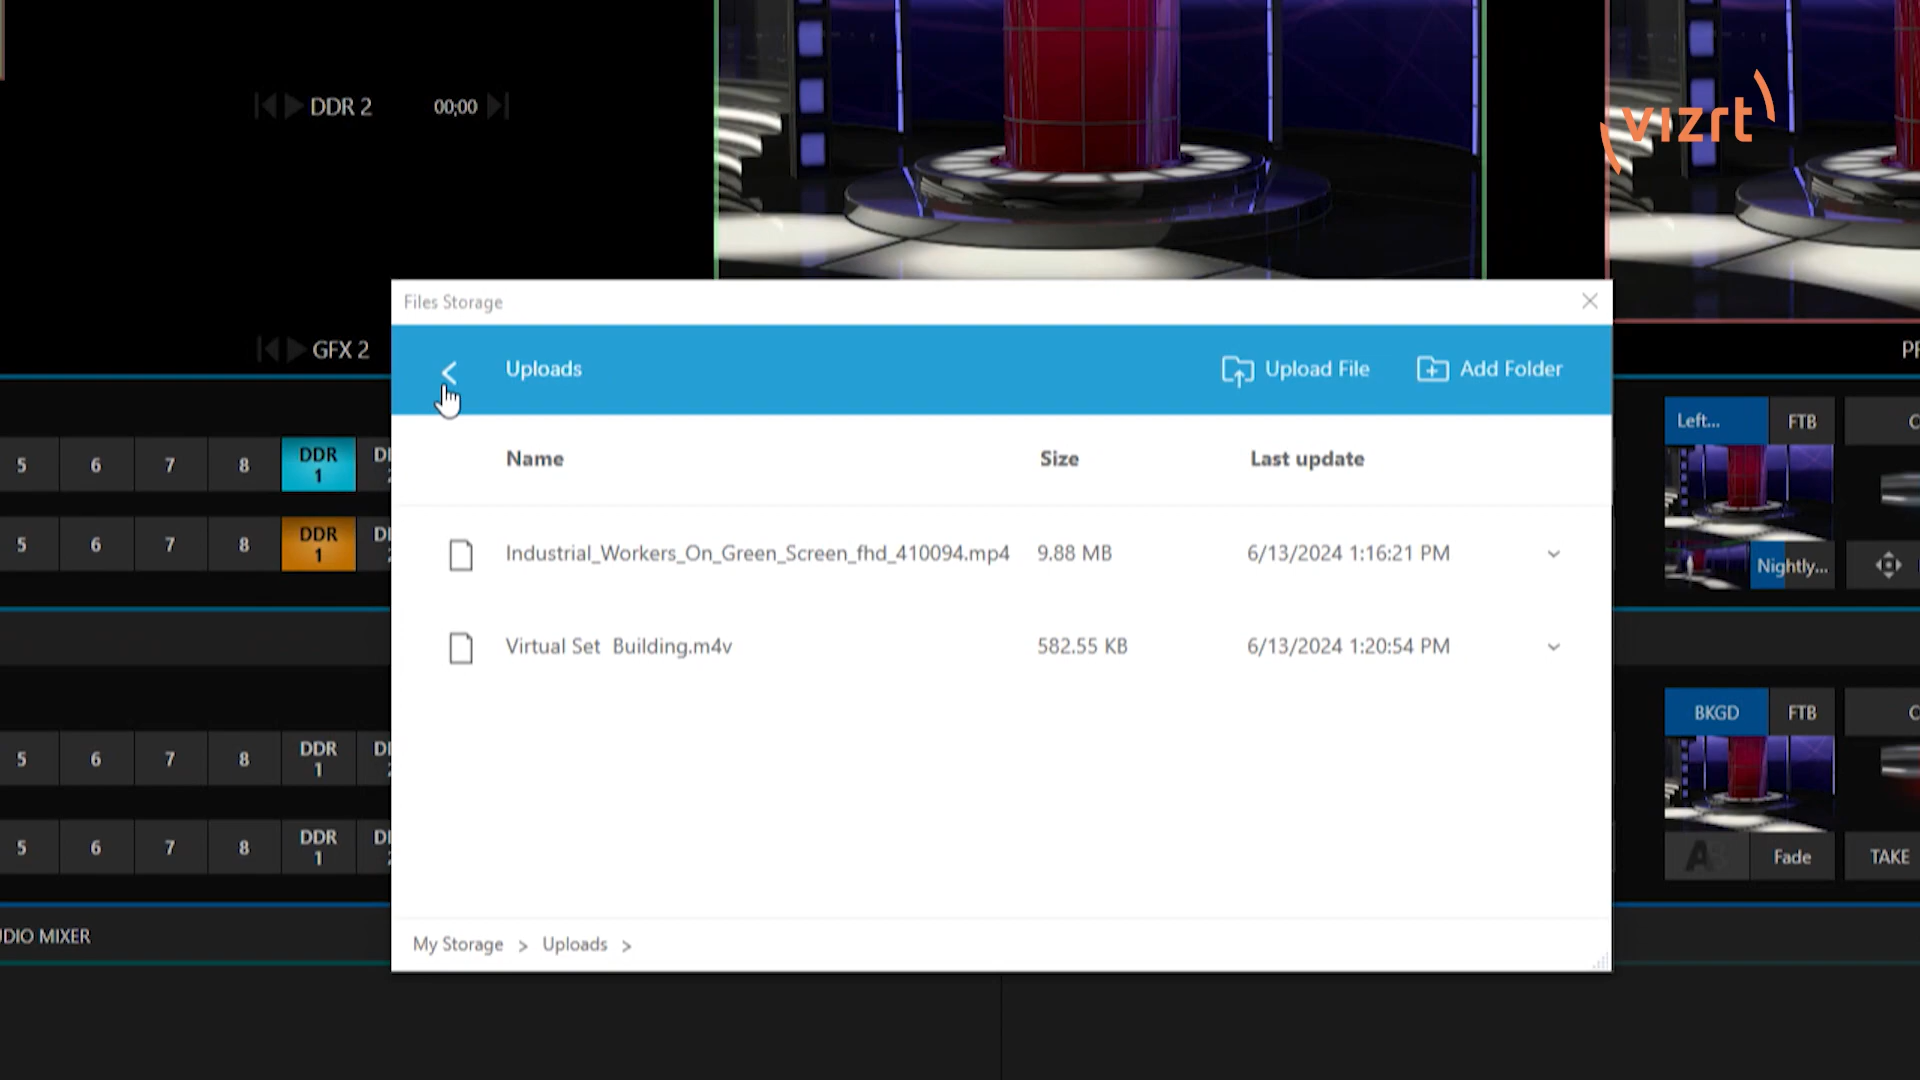 DDR 2 00;00
vizrt
GFX 2
Files Storage
Uploads Upload File Add Folder
Name Size Last update
Industrial_Workers_On_Green_Screen_fhd_410094.mp4 9.88 MB 6/13/2024 1:16:21 PM
Virtual Set  Building.m4v 582.55 KB 6/13/2024 1:20:54 PM
My Storage > Uploads >
5 6 7 8 DDR 1
5 6 7 8 DDR 1
5 6 7 8 DDR 1
5 6 7 8 DDR 1
Left... FTB
Nightly...
BKGD FTB
Fade TAKE
MIXER